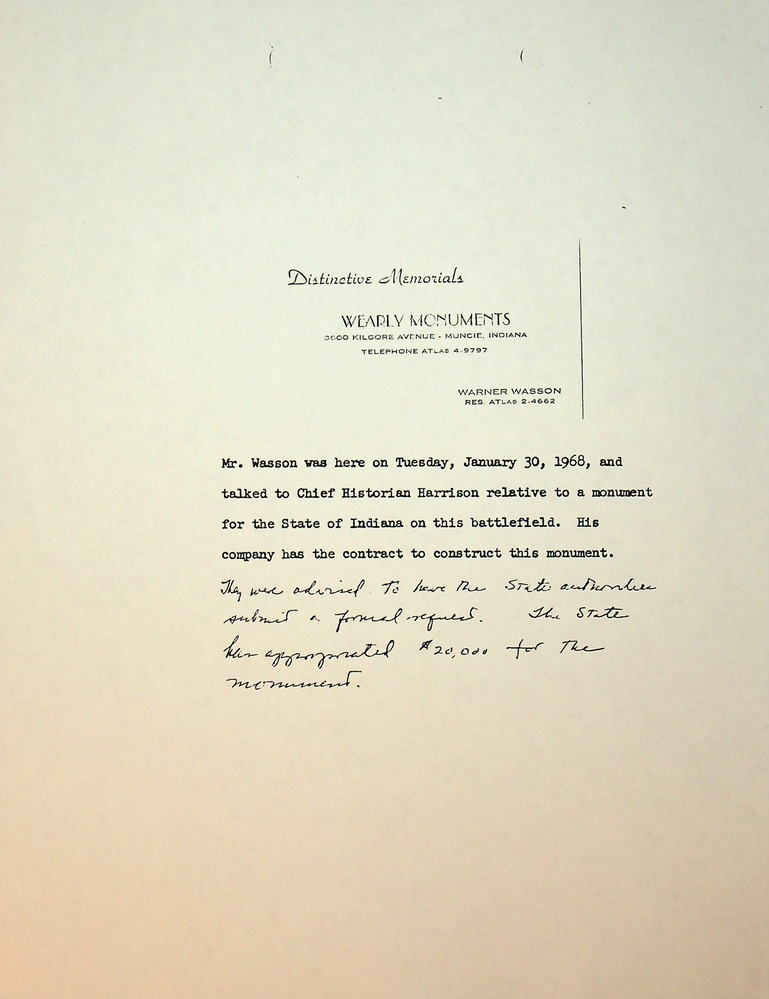 Distinctive Memorials
WEARLY MONUMENTS
3600 KILGORE AVENUE - MUNCIE, INDIANA
TELEPHONE ATLAS 4-9797
WARNER WASSON
RES. ATLAS 2-4662
Mr. Wasson was here on Tuesday, January 30, 1968, and
talked to Chief Historian Harrison relative to a monument
for the State of Indiana on this battlefield. His
company has the contract to construct this monument.
They were advised to have the State authorities
submit a formal request. The State
has appropriated $20,000 for the
monument.